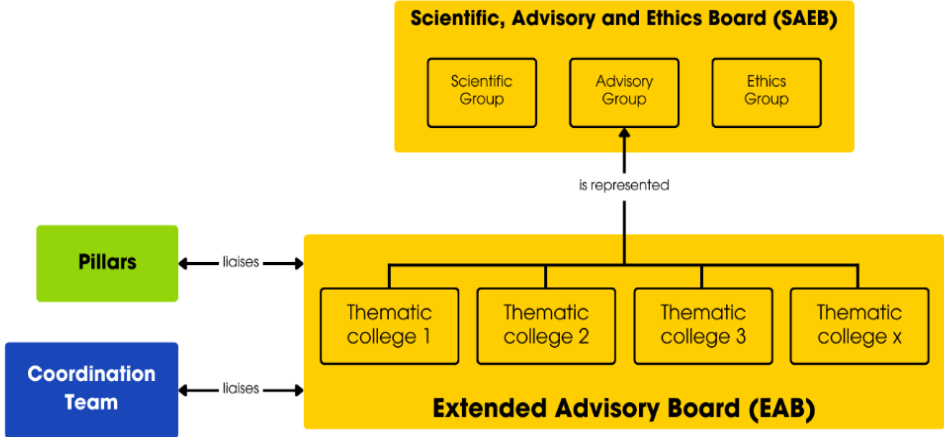 Scientific, Advisory and Ethics Board (SAEB)
Scientific
Group
Advisory
Group
Ethics
Group
is represented
Pillars
liaises
Thematic
college 1
Thematic
college 2
Thematic
college 3
Thematic
college x
Coordination
Team
liaises
Extended Advisory Board (EAB)